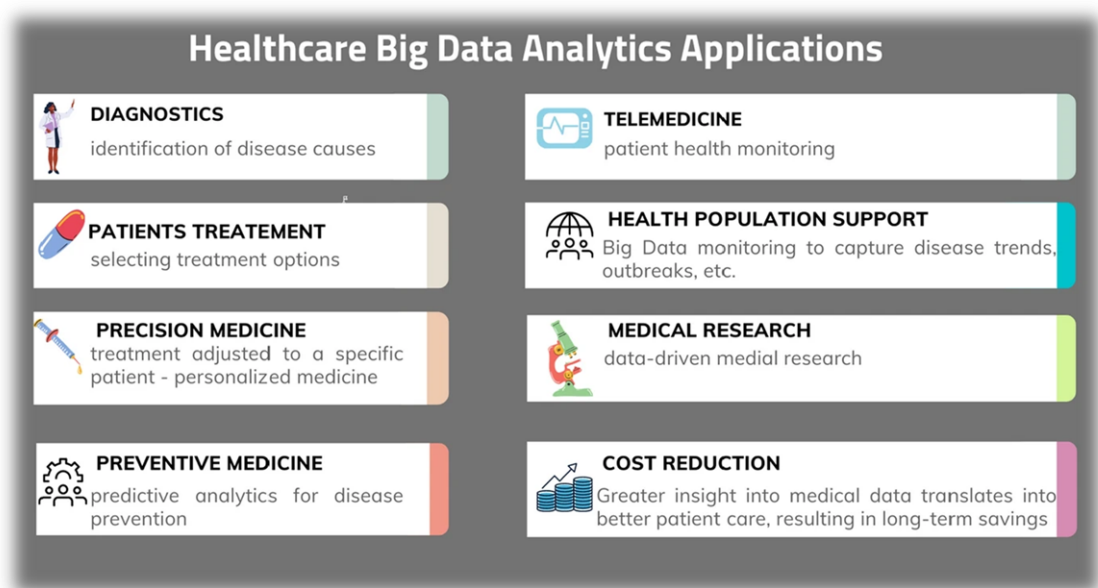 Healthcare Big Data Analytics Applications
DIAGNOSTICS
identification of disease causes
PATIENTS TREATEMENT
selecting treatment options
PRECISION MEDICINE
treatment adjusted to a specific
patient - personalized medicine
PREVENTIVE MEDICINE
predictive analytics for disease
prevention
TELEMEDICINE
patient health monitoring
HEALTH POPULATION SUPPORT
Big Data monitoring to capture disease trends,
outbreaks, etc.
MEDICAL RESEARCH
data-driven medial research
COST REDUCTION
Greater insight into medical data translates into
better patient care, resulting in long-term savings